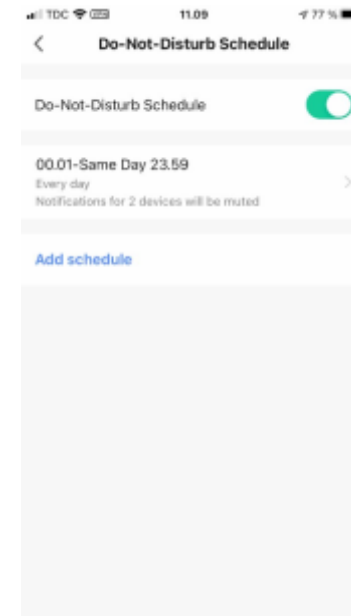 TDC 11.09 77 %
Do-Not-Disturb Schedule
Do-Not-Disturb Schedule
00.01-Same Day 23.59
Every day
Notifications for 2 devices will be muted
Add schedule